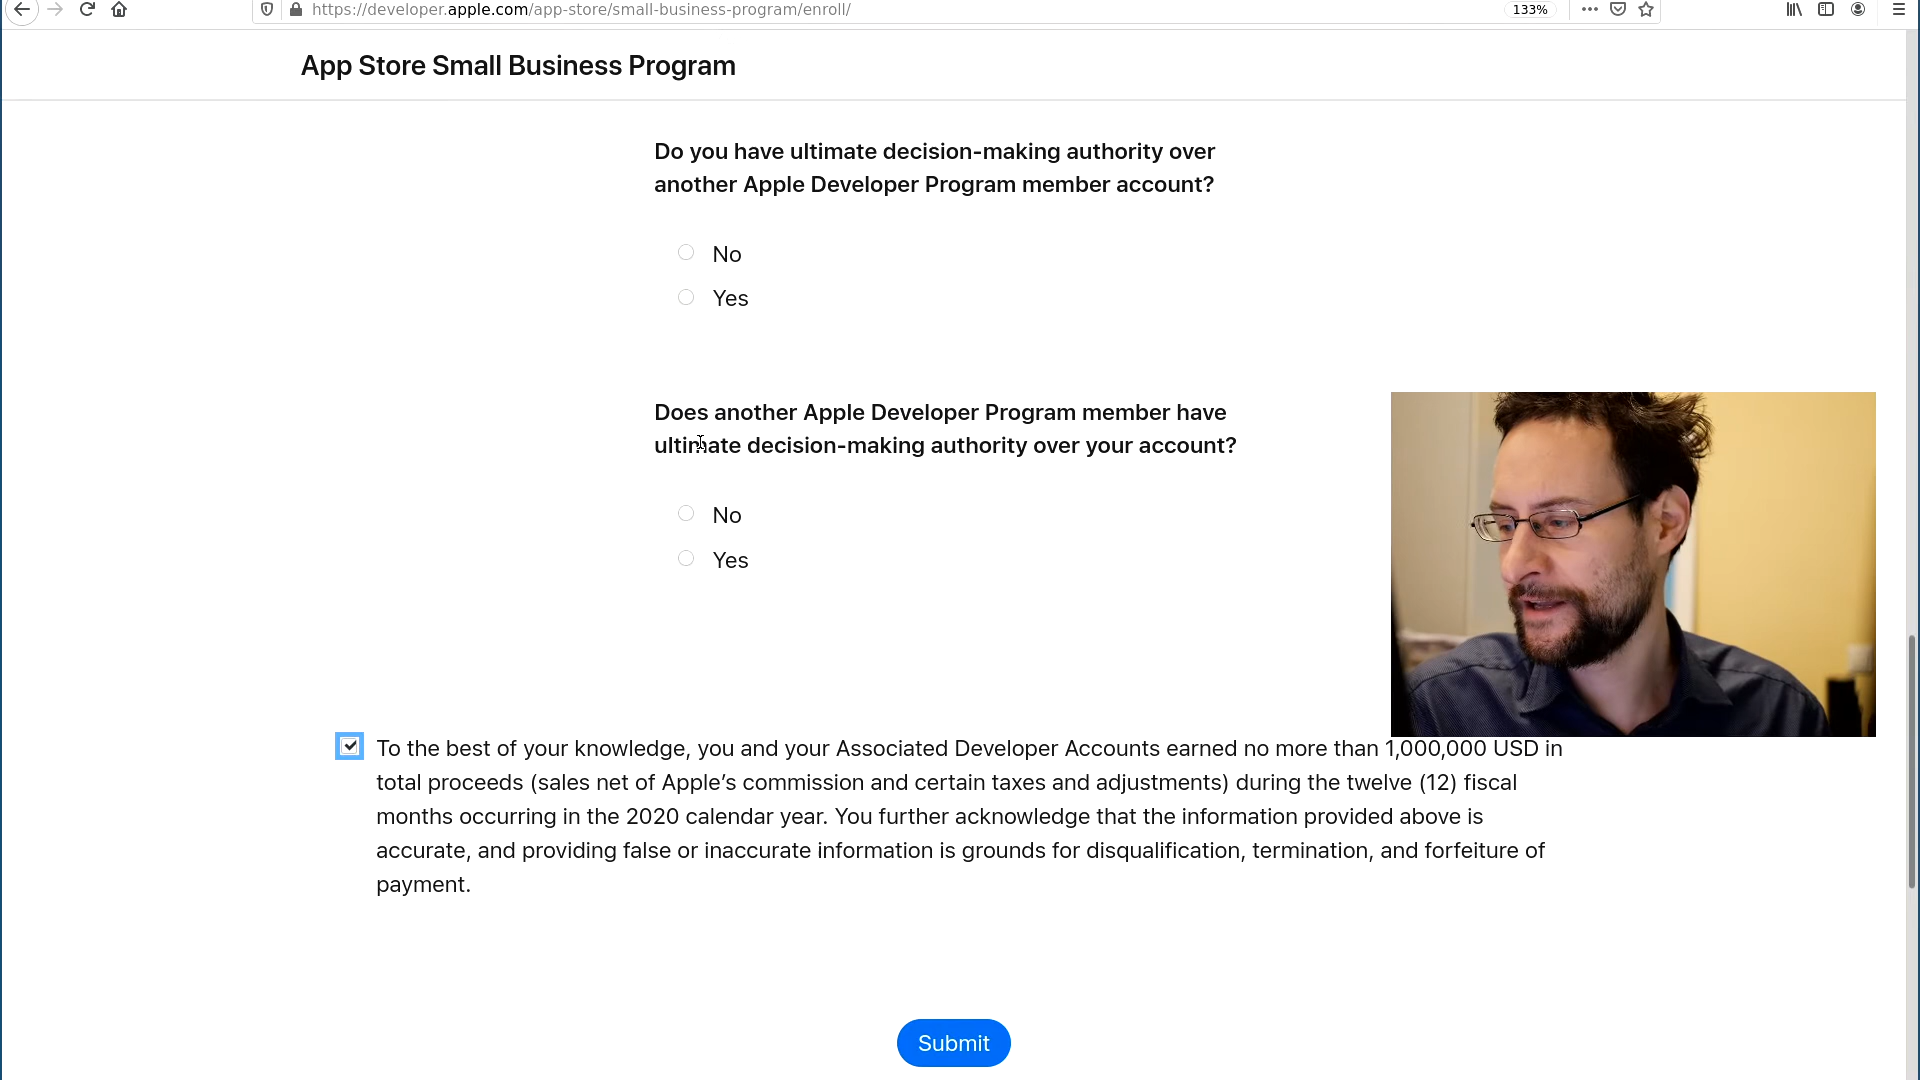 https://developer.apple.com/app-store/small-business-program/enroll/
133%
App Store Small Business Program
Do you have ultimate decision-making authority over
another Apple Developer Program member account?
No
Yes
Does another Apple Developer Program member have
ultimate decision-making authority over your account?
No
Yes
To the best of your knowledge, you and your Associated Developer Accounts earned no more than 1,000,000 USD in
total proceeds (sales net of Apple’s commission and certain taxes and adjustments) during the twelve (12) fiscal
months occurring in the 2020 calendar year. You further acknowledge that the information provided above is
accurate, and providing false or inaccurate information is grounds for disqualification, termination, and forfeiture of
payment.
Submit